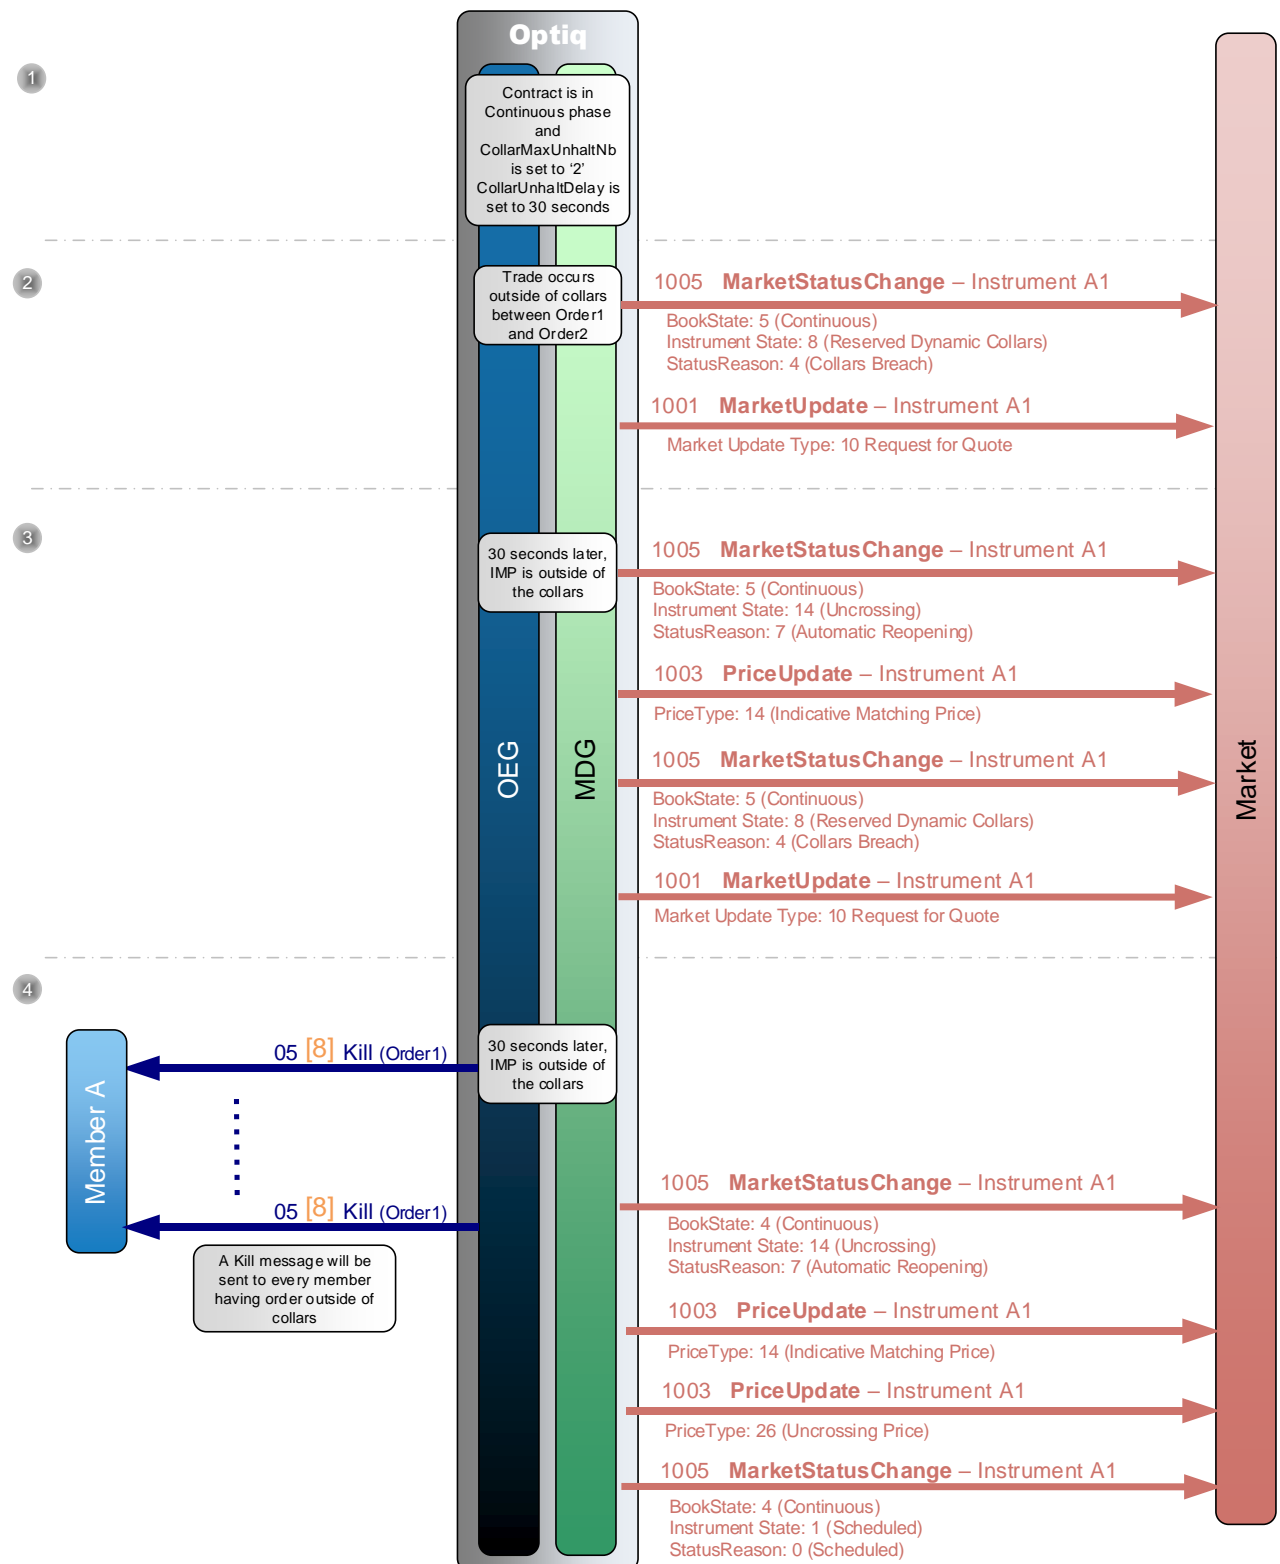 Optiq
1
Contract is in
Continuous phase
and
CollarMaxUnhaltNb
is set to ‘2’
CollarUnhaltDelay is
set to 30 seconds
2
Trade occurs
outside of collars
between Order1
and Order2
1005 MarketStatusChange – Instrument A1
BookState: 5 (Continuous)
Instrument State: 8 (Reserved Dynamic Collars)
StatusReason: 4 (Collars Breach)
1001 MarketUpdate – Instrument A1
Market Update Type: 10 Request for Quote
3
30 seconds later,
IMP is outside of
the collars
1005 MarketStatusChange – Instrument A1
BookState: 5 (Continuous)
Instrument State: 14 (Uncrossing)
StatusReason: 7 (Automatic Reopening)
1003 PriceUpdate – Instrument A1
PriceType: 14 (Indicative Matching Price)
OEG
MDG
Market
1005 MarketStatusChange – Instrument A1
BookState: 5 (Continuous)
Instrument State: 8 (Reserved Dynamic Collars)
StatusReason: 4 (Collars Breach)
1001 MarketUpdate – Instrument A1
Market Update Type: 10 Request for Quote
4
Member A
05 [8] Kill (Order1)
30 seconds later,
IMP is outside of
the collars
05 [8] Kill (Order1)
A Kill message will be
sent to every member
having order outside of
collars
1005 MarketStatusChange – Instrument A1
BookState: 4 (Continuous)
Instrument State: 14 (Uncrossing)
StatusReason: 7 (Automatic Reopening)
1003 PriceUpdate – Instrument A1
PriceType: 14 (Indicative Matching Price)
1003 PriceUpdate – Instrument A1
PriceType: 26 (Uncrossing Price)
1005 MarketStatusChange – Instrument A1
BookState: 4 (Continuous)
Instrument State: 1 (Scheduled)
StatusReason: 0 (Scheduled)